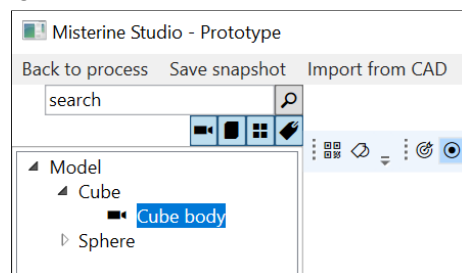 Misterine Studio - Prototype
Back to process Save snapshot Import from CAD
search
Model
Cube
Cube body
Sphere